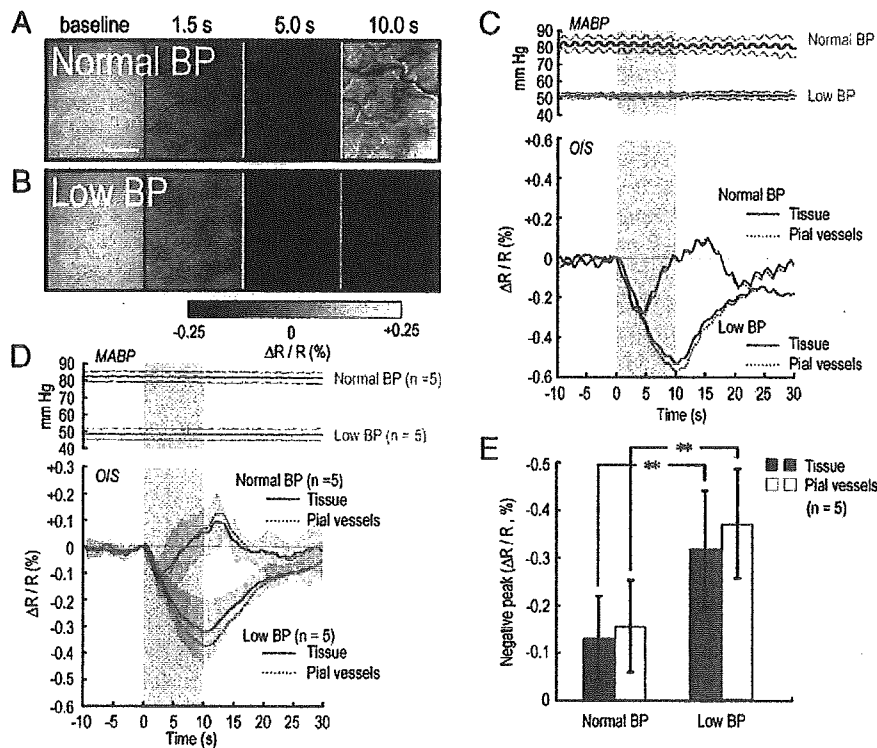 A
baseline 1.5 s 5.0 s 10.0 s
Normal BP
B
Low BP
-0.25 0 +0.25
ΔR / R (%)
C
MABP
90
80
70
60
50
40
mm Hg
Normal BP
Low BP
OIS
+0.6
+0.4
+0.2
0
-0.2
-0.4
-0.6
ΔR / R (%)
Normal BP
Tissue
Pial vessels
Low BP
Tissue
Pial vessels
-10 -5 0 5 10 15 20 25 30
Time (s)
D
MABP
90
80
70
60
50
40
mm Hg
Normal BP (n =5)
Low BP (n = 5)
OIS
+0.3
+0.2
+0.1
0
-0.1
-0.2
-0.3
-0.4
-0.5
ΔR / R (%)
Normal BP (n =5)
Tissue
Pial vessels
Low BP (n = 5)
Tissue
Pial vessels
-10 -5 0 5 10 15 20 25 30
Time (s)
E
-0.5
-0.4
-0.3
-0.2
-0.1
0
Negative peak (ΔR / R , %)
**
**
Tissue
Pial vessels
(n = 5)
Normal BP Low BP